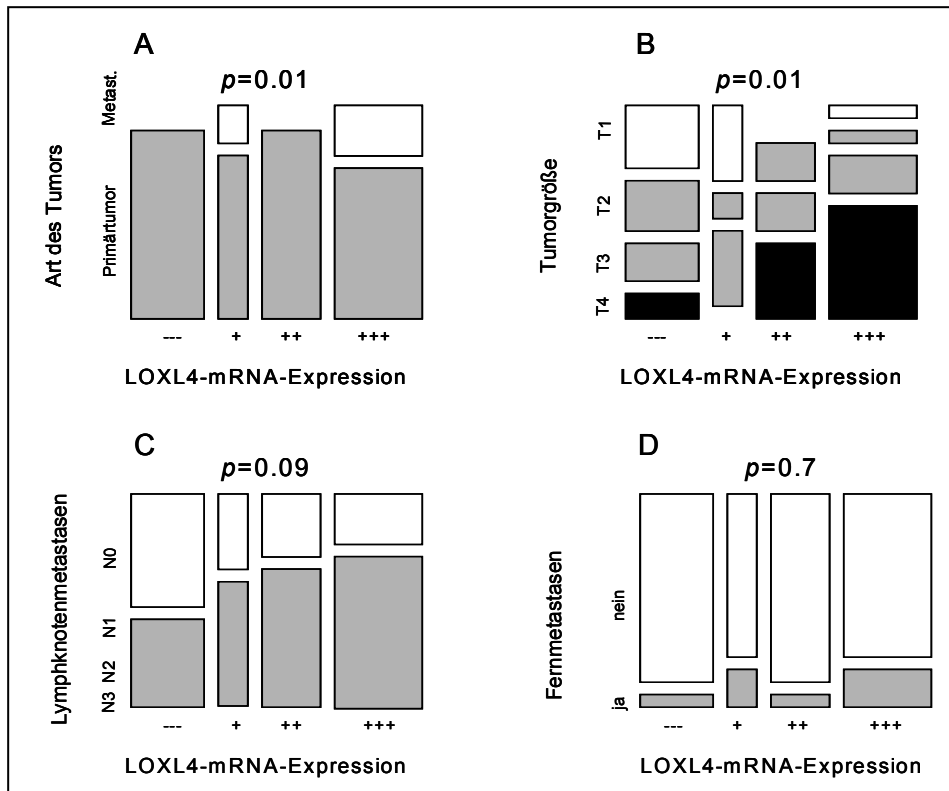 A
p=0.01
Art des Tumors
Metast.
Primärtumor
--- + ++ +++
LOXL4-mRNA-Expression
B
p=0.01
Tumorgröße
T1
T2
T3
T4
--- + ++ +++
LOXL4-mRNA-Expression
C
p=0.09
Lymphknotenmetastasen
N0
N1
N2
N3
--- + ++ +++
LOXL4-mRNA-Expression
D
p=0.7
Fernmetastasen
nein
ja
--- + ++ +++
LOXL4-mRNA-Expression